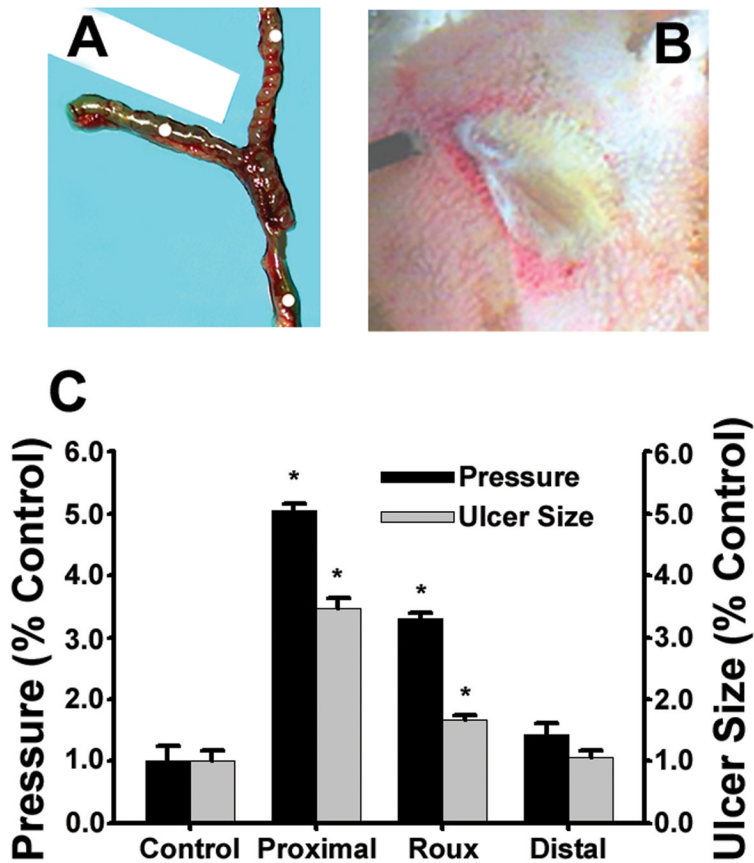 A
B
C
Pressure (% Control)
6.0
5.0
4.0
3.0
2.0
1.0
0.0
* * * *
Pressure
Ulcer Size
6.0
5.0
4.0
3.0
2.0
1.0
0.0
Ulcer Size (% Control)
Control Proximal Roux Distal